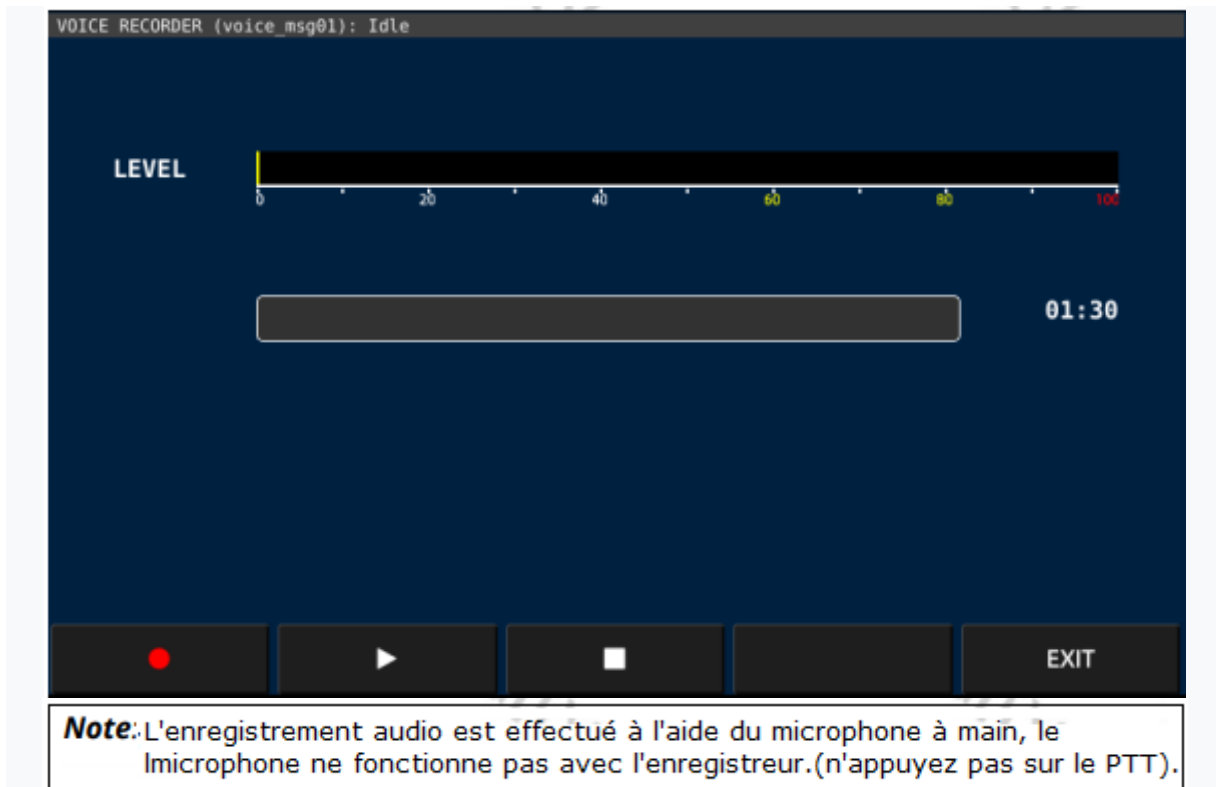 VOICE RECORDER (voice_msg01): Idle
LEVEL
0 20 40 60 80 100
01:30
EXIT
Note: L'enregistrement audio est effectué à l'aide du microphone à main, le
lmicrophone ne fonctionne pas avec l'enregistreur.(n'appuyez pas sur le PTT).